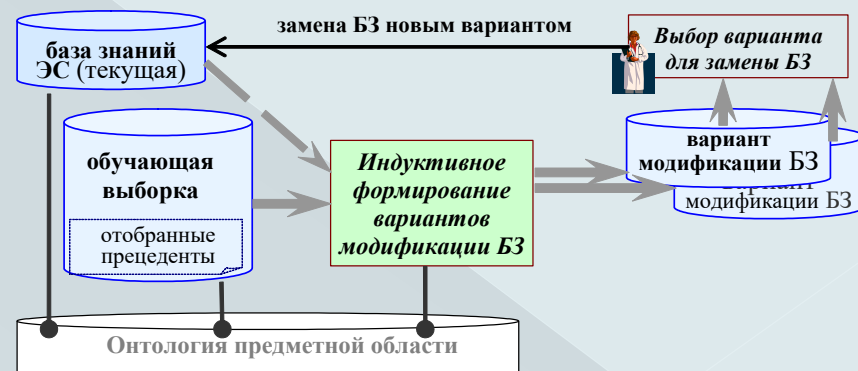 замена БЗ новым вариантом
база знаний
ЭС (текущая)
Выбор варианта
для замены БЗ
обучающая
выборка
отобранные
прецеденты
Индуктивное
формирование
вариантов
модификации БЗ
вариант
модификации БЗ
вариант
модификации БЗ
Онтология предметной области